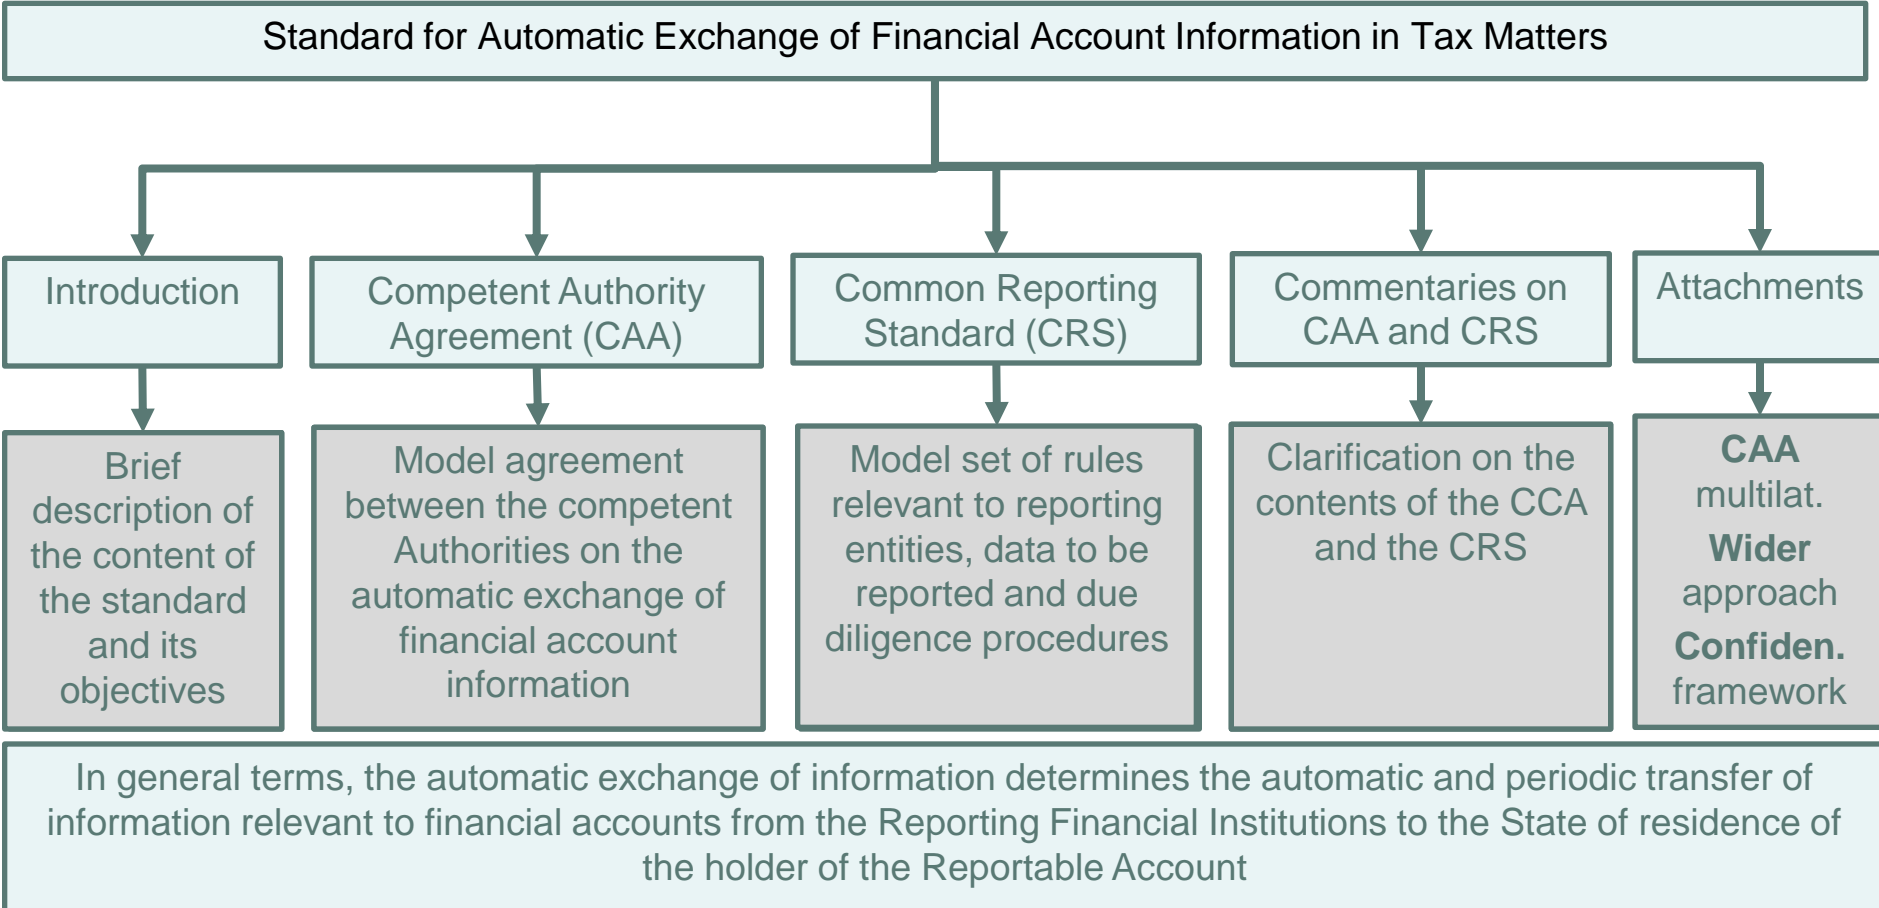 Standard for Automatic Exchange of Financial Account Information in Tax Matters
Introduction
Competent Authority
Agreement (CAA)
Common Reporting
Standard (CRS)
Commentaries on
CAA and CRS
Attachments
Brief
description of
the content of
the standard
and its
objectives
Model agreement
between the competent
Authorities on the
automatic exchange of
financial account
information
Model set of rules
relevant to reporting
entities, data to be
reported and due
diligence procedures
Clarification on the
contents of the CCA
and the CRS
CAA
multilat.
Wider
approach
Confiden.
framework
In general terms, the automatic exchange of information determines the automatic and periodic transfer of
information relevant to financial accounts from the Reporting Financial Institutions to the State of residence of
the holder of the Reportable Account